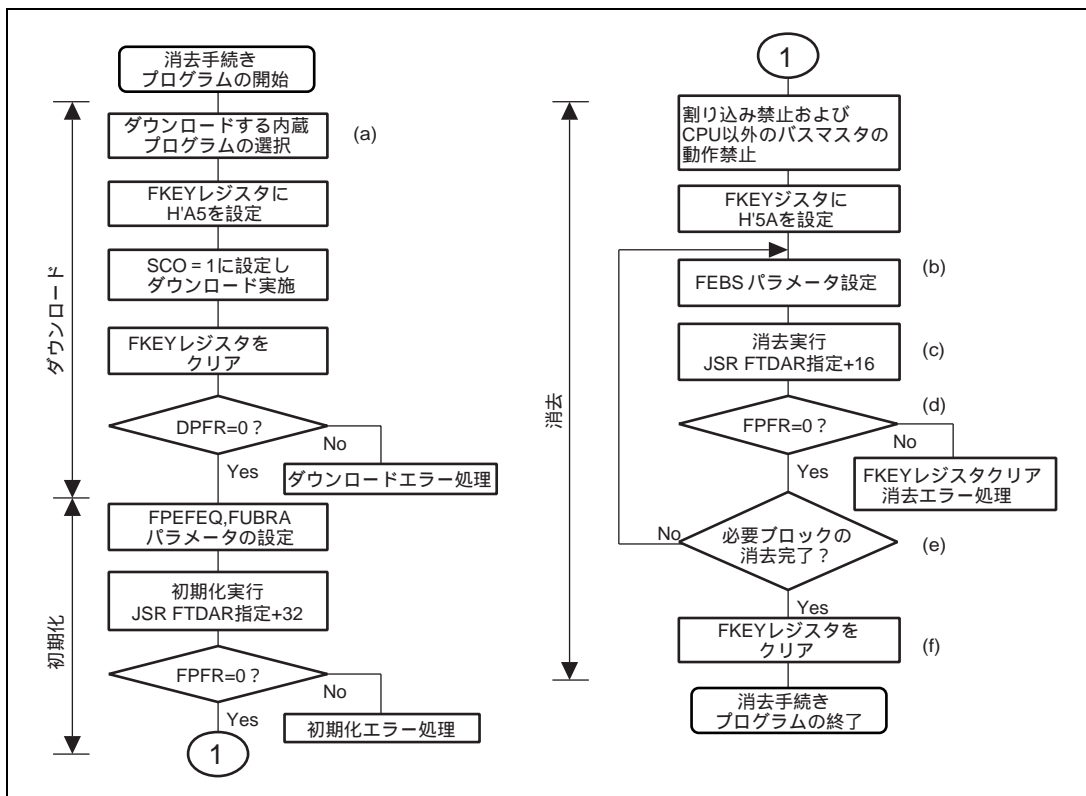 消去手続き
プログラムの開始
ダウンロードする内蔵
プログラムの選択
(a)
FKEYレジスタに
H'A5を設定
SCO = 1に設定し
ダウンロード実施
FKEYレジスタを
クリア
DPFR=0 ?
No
Yes
ダウンロードエラー処理
ダウンロード
FPEFEQ,FUBRA
パラメータの設定
初期化実行
JSR FTDAR指定+32
FPFR=0 ?
No
Yes
初期化エラー処理
初期化
1
1
割り込み禁止および
CPU以外のバスマスタの
動作禁止
FKEYジスタに
H'5Aを設定
(b)
FEBS パラメータ設定
消去実行
JSR FTDAR指定+16
(c)
(d)
FPFR=0 ?
No
Yes
FKEYレジスタクリア
消去エラー処理
No
必要ブロックの
消去完了?
(e)
Yes
FKEYレジスタを
クリア
(f)
消去
消去手続き
プログラムの終了